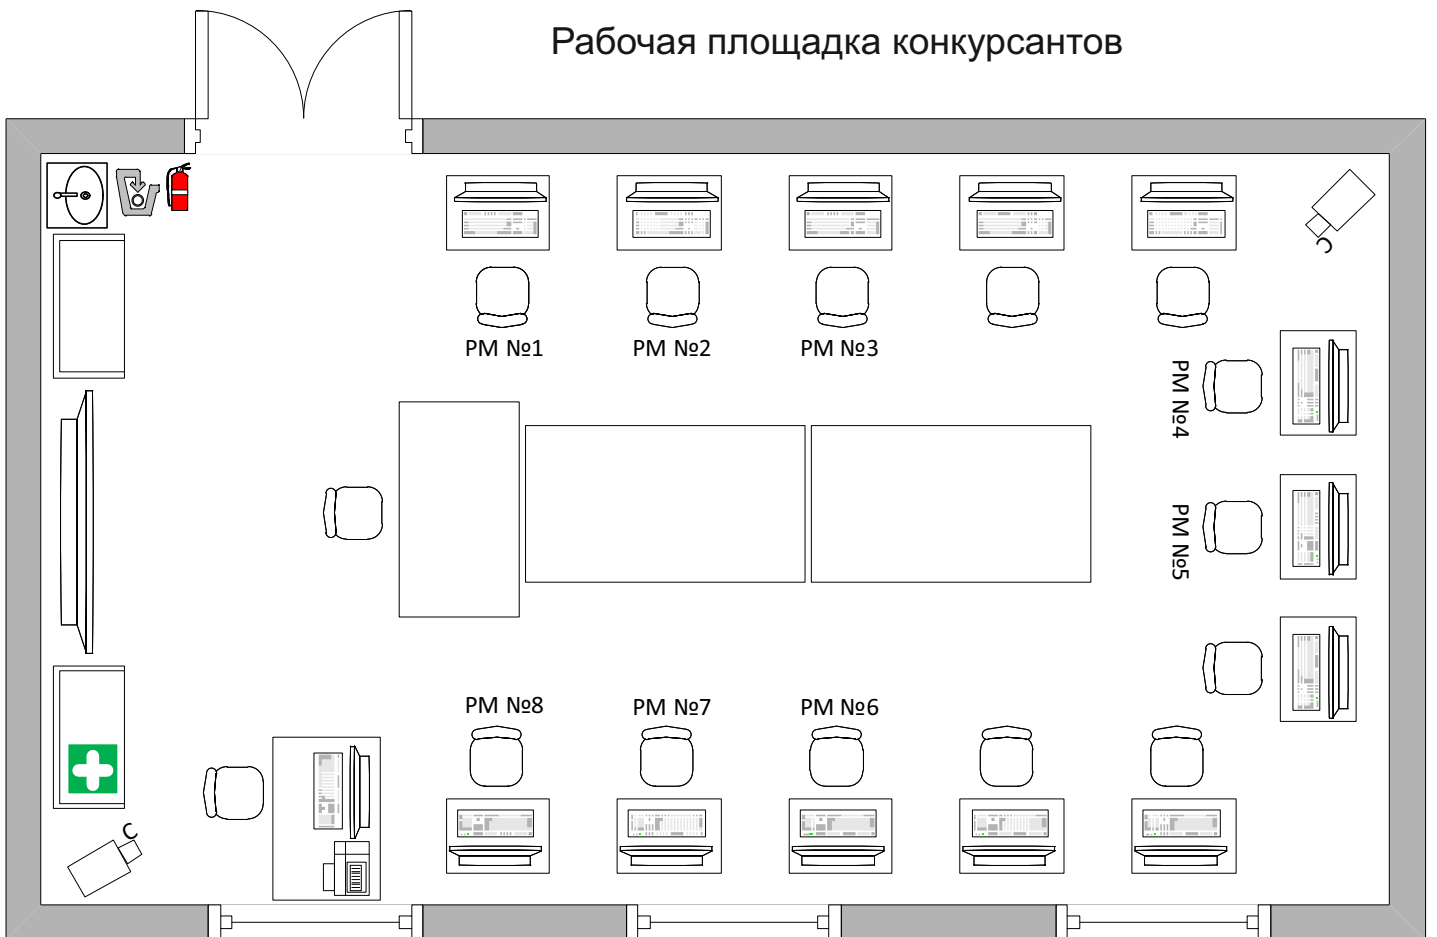 Рабочая площадка конкурсантов
РМ №1
РМ №2
РМ №3
РМ №4
РМ №5
РМ №8
РМ №7
РМ №6